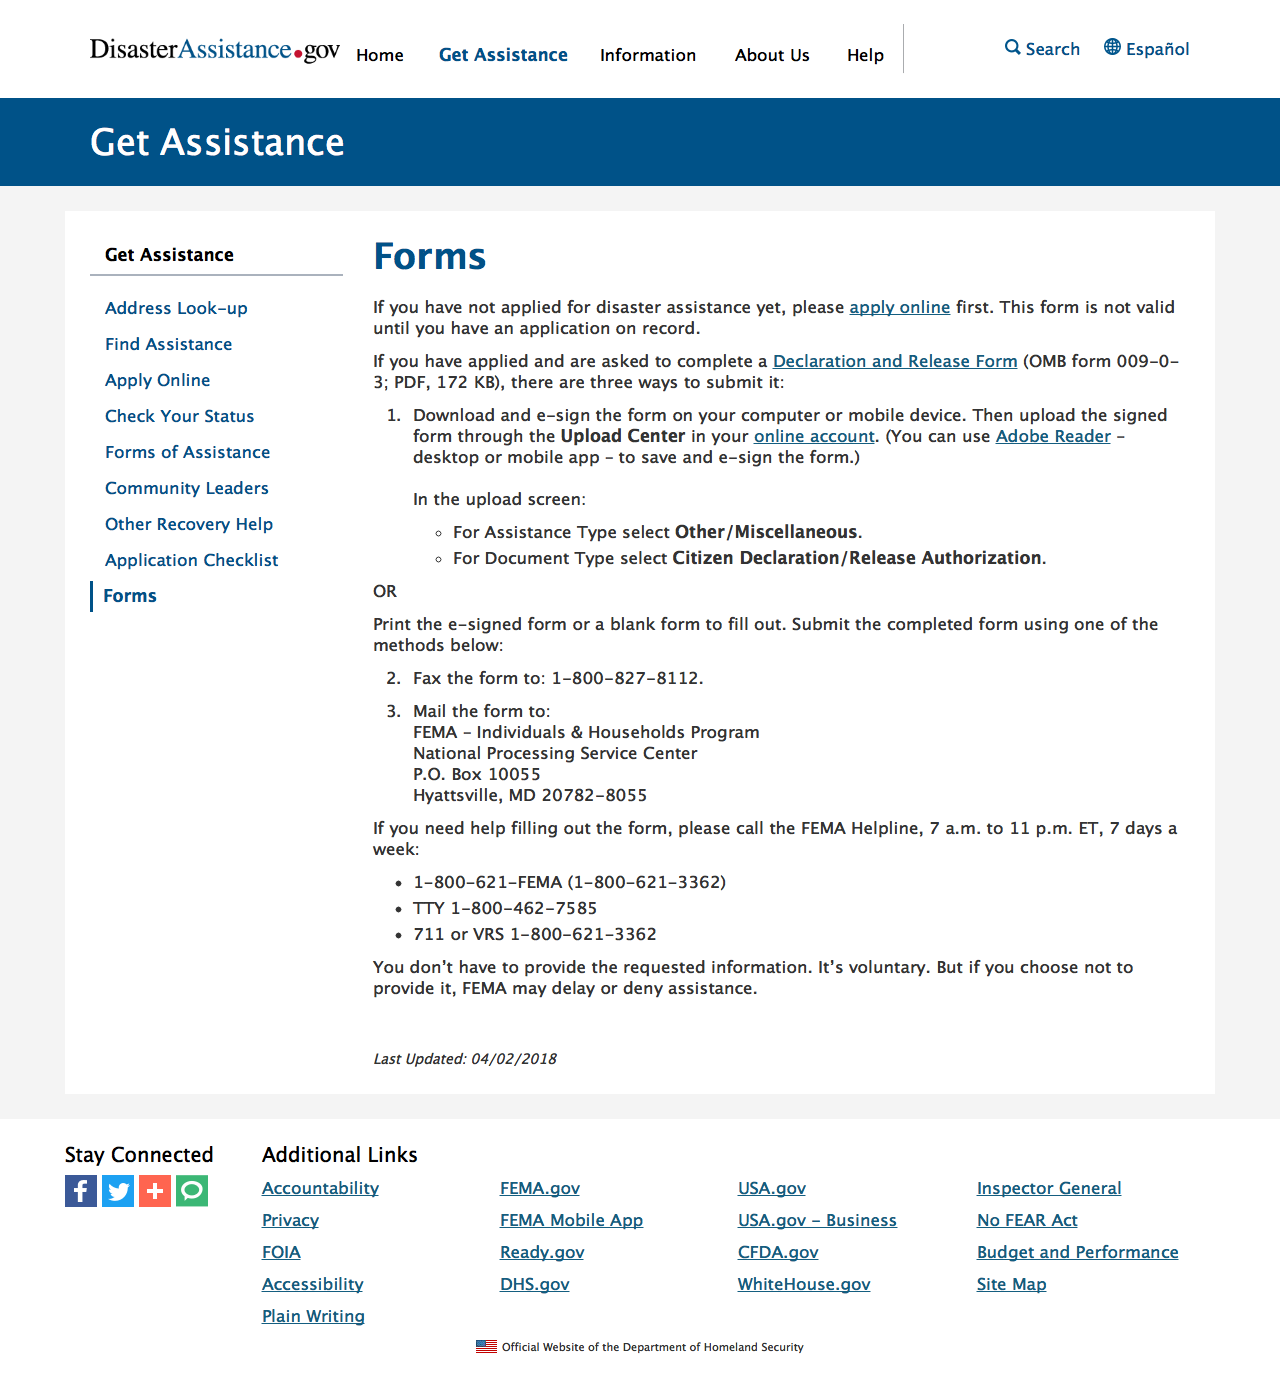 DisasterAssistance.gov
Home
Get Assistance
Information
About Us
Help
Search
Español
Get Assistance
Get Assistance
Address Look-up
Find Assistance
Apply Online
Check Your Status
Forms of Assistance
Community Leaders
Other Recovery Help
Application Checklist
Forms
Forms
If you have not applied for disaster assistance yet, please apply online first. This form is not valid
until you have an application on record.
If you have applied and are asked to complete a Declaration and Release Form (OMB form 009-0-
3; PDF, 172 KB), there are three ways to submit it:
1. Download and e-sign the form on your computer or mobile device. Then upload the signed
form through the Upload Center in your online account. (You can use Adobe Reader –
desktop or mobile app – to save and e-sign the form.)
In the upload screen:
◦ For Assistance Type select Other/Miscellaneous.
◦ For Document Type select Citizen Declaration/Release Authorization.
OR
Print the e-signed form or a blank form to fill out. Submit the completed form using one of the
methods below:
2. Fax the form to: 1-800-827-8112.
3. Mail the form to:
FEMA – Individuals & Households Program
National Processing Service Center
P.O. Box 10055
Hyattsville, MD 20782-8055
If you need help filling out the form, please call the FEMA Helpline, 7 a.m. to 11 p.m. ET, 7 days a
week:
• 1-800-621-FEMA (1-800-621-3362)
• TTY 1-800-462-7585
• 711 or VRS 1-800-621-3362
You don’t have to provide the requested information. It’s voluntary. But if you choose not to
provide it, FEMA may delay or deny assistance.
Last Updated: 04/02/2018
Stay Connected
Additional Links
Accountability
Privacy
FOIA
Accessibility
Plain Writing
FEMA.gov
FEMA Mobile App
Ready.gov
DHS.gov
USA.gov
USA.gov – Business
CFDA.gov
WhiteHouse.gov
Inspector General
No FEAR Act
Budget and Performance
Site Map
Official Website of the Department of Homeland Security